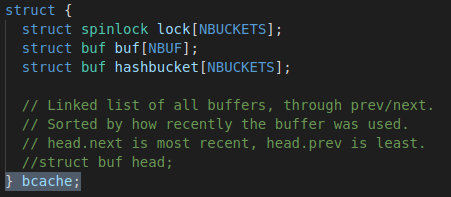 struct {
  struct spinlock lock[NBUCKETS];
  struct buf buf[NBUF];
  struct buf hashbucket[NBUCKETS];

  // Linked list of all buffers, through prev/next.
  // Sorted by how recently the buffer was used.
  // head.next is most recent, head.prev is least.
  //struct buf head;
} bcache;